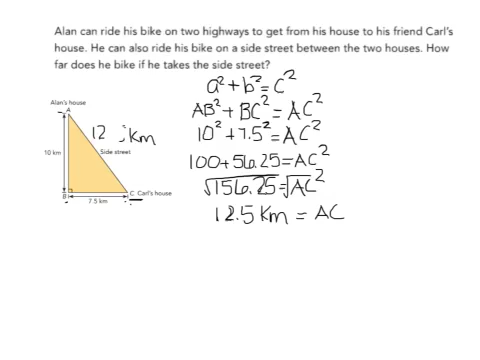 Alan can ride his bike on two highways to get from his house to his friend Carl's
house. He can also ride his bike on a side street between the two houses. How
far does he bike if he takes the side street?
a² + b² = c²
AB² + BC² = AC²
10² + 7.5² = AC²
100 + 56.25 = AC²
√156.25 = √AC²
12.5 Km = AC
Alan's house
A
12 km
10 km
Side street
B
C Carl's house
7.5 km